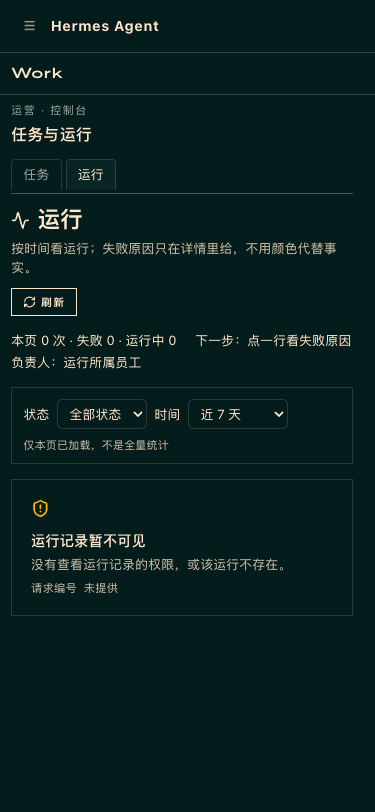 Hermes Agent
Work
运营 · 控制台
任务与运行
任务 运行
运行
按时间看运行；失败原因只在详情里给，不用颜色代替事
实。
刷新
本页 0 次 · 失败 0 · 运行中 0 下一步：点一行看失败原因
负责人：运行所属员工
状态 全部状态 时间 近 7 天
仅本页已加载，不是全量统计
运行记录暂不可见
没有查看运行记录的权限，或该运行不存在。
请求编号 未提供